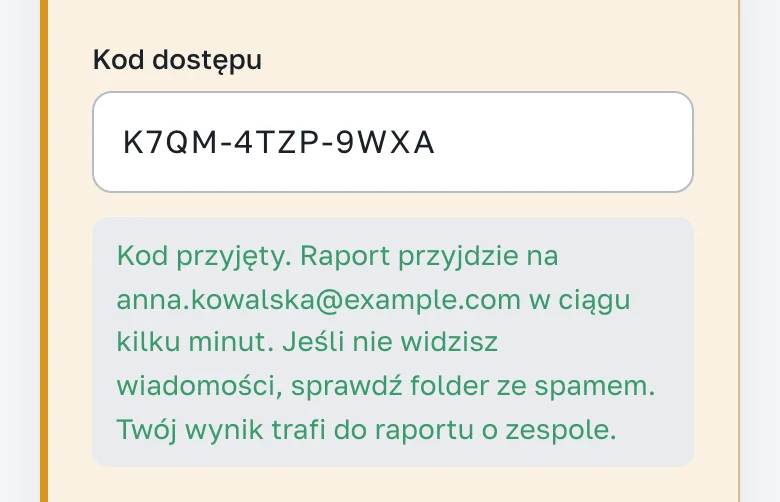 Kod dostępu
K7QM-4TZP-9WXA
Kod przyjęty. Raport przyjdzie na
anna.kowalska@example.com w ciągu
kilku minut. Jeśli nie widzisz
wiadomości, sprawdź folder ze spamem.
Twój wynik trafi do raportu o zespole.